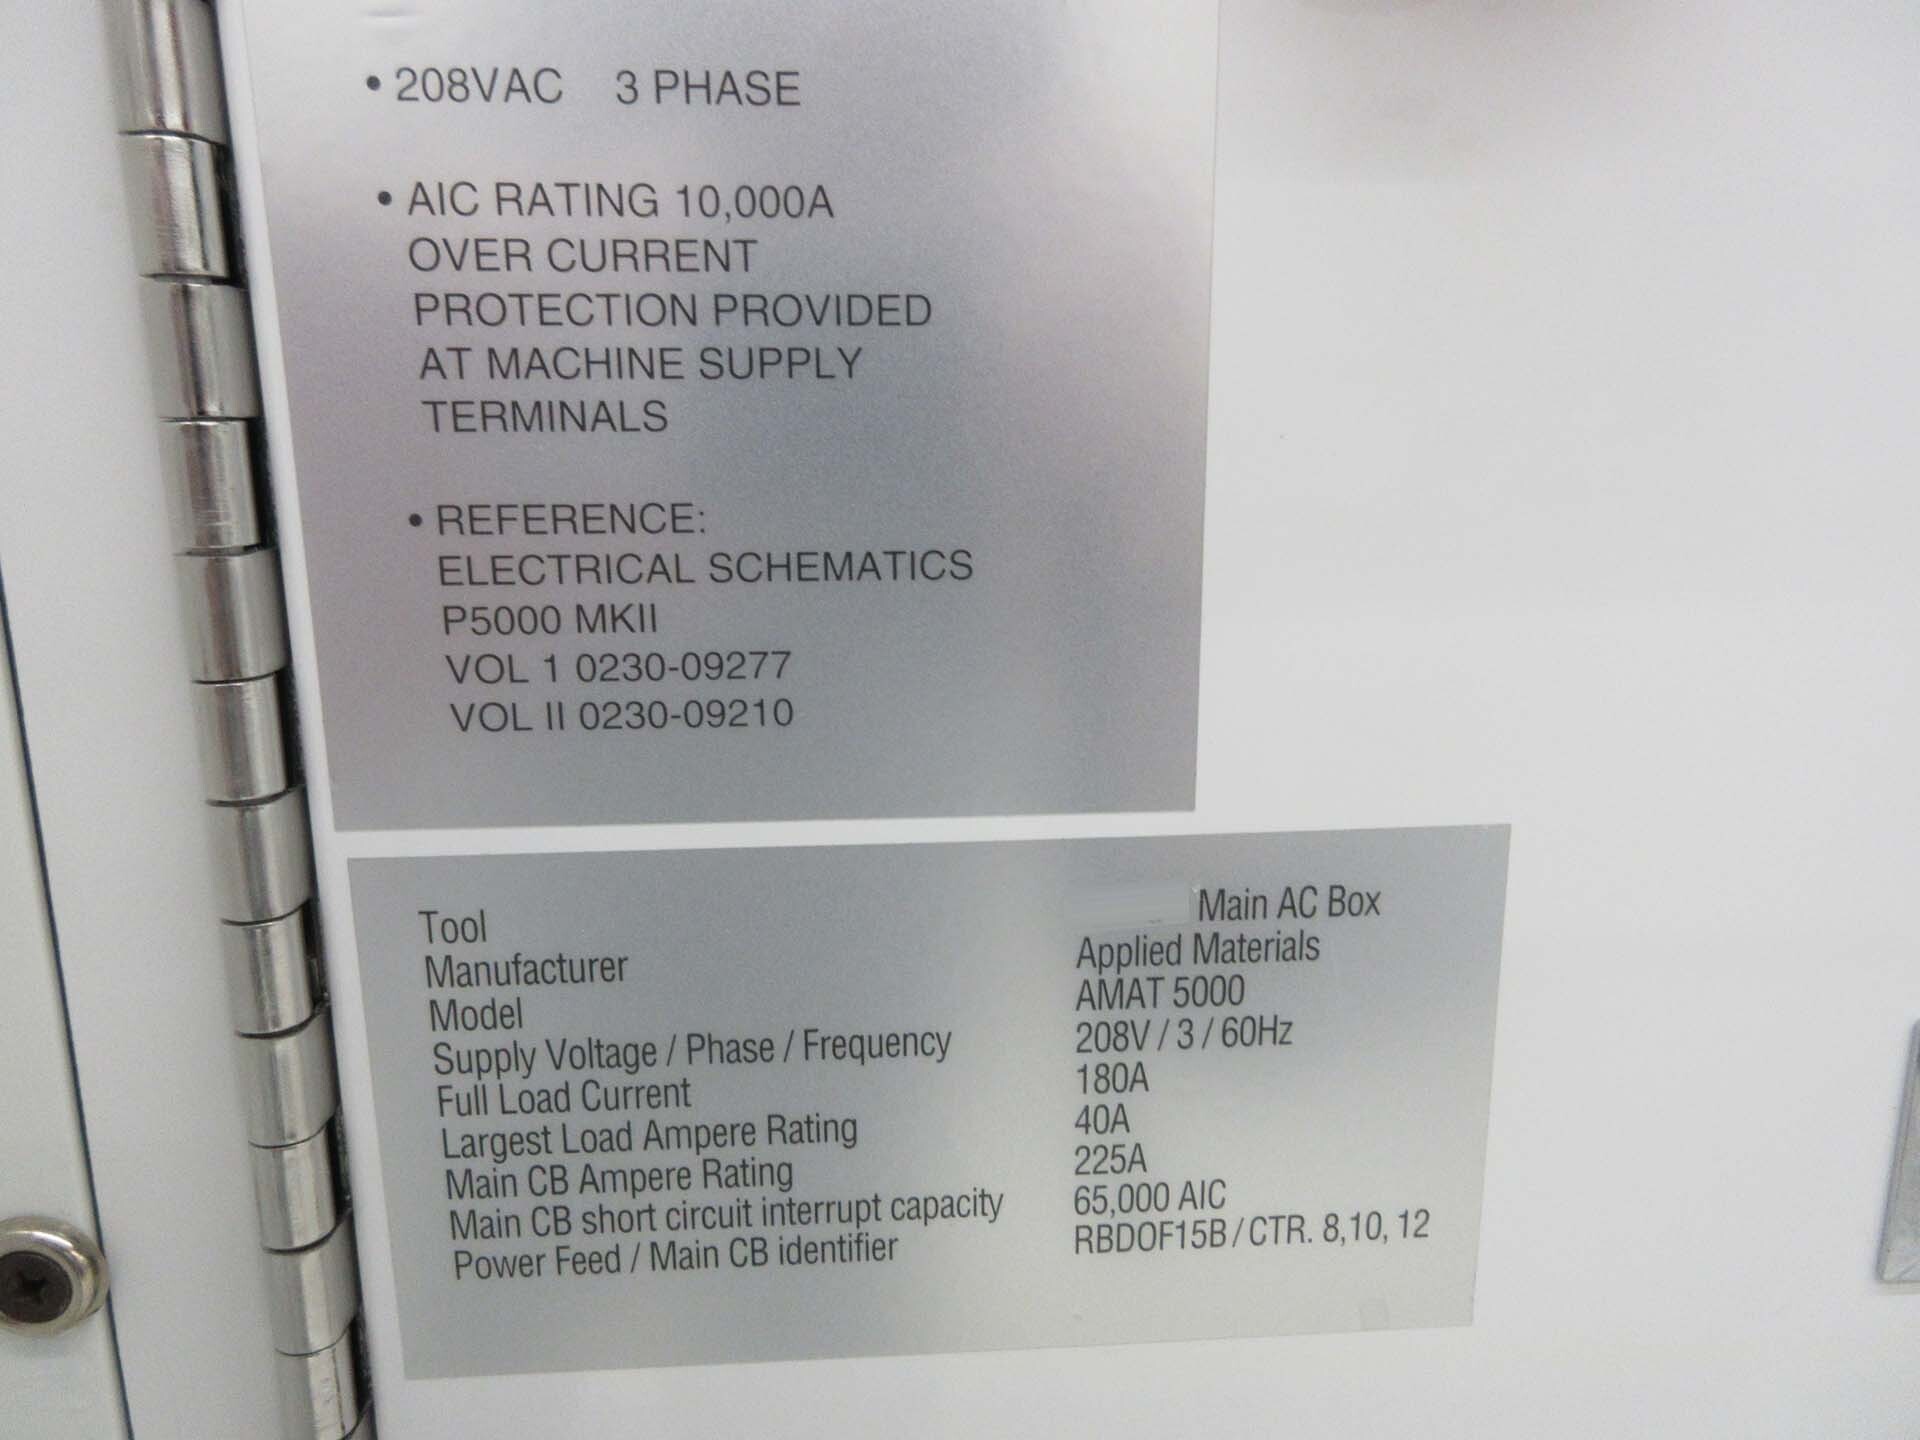 • 208VAC 3 PHASE
• AIC RATING 10,000A
OVER CURRENT
PROTECTION PROVIDED
AT MACHINE SUPPLY
TERMINALS
• REFERENCE:
ELECTRICAL SCHEMATICS
P5000 MKII
VOL 1 0230-09277
VOL II 0230-09210
Tool Main AC Box
Manufacturer Applied Materials
Model AMAT 5000
Supply Voltage / Phase / Frequency 208V / 3 / 60Hz
Full Load Current 180A
Largest Load Ampere Rating 40A
Main CB Ampere Rating 225A
Main CB short circuit interrupt capacity 65,000 AIC
Power Feed / Main CB identifier RBDOF15B / CTR. 8,10, 12